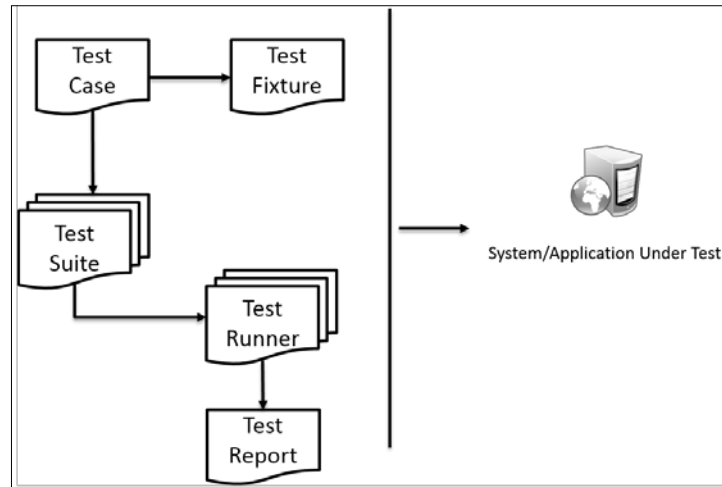 Test
Case
Test
Fixture
Test
Suite
System/Application Under Test
Test
Runner
Test
Report